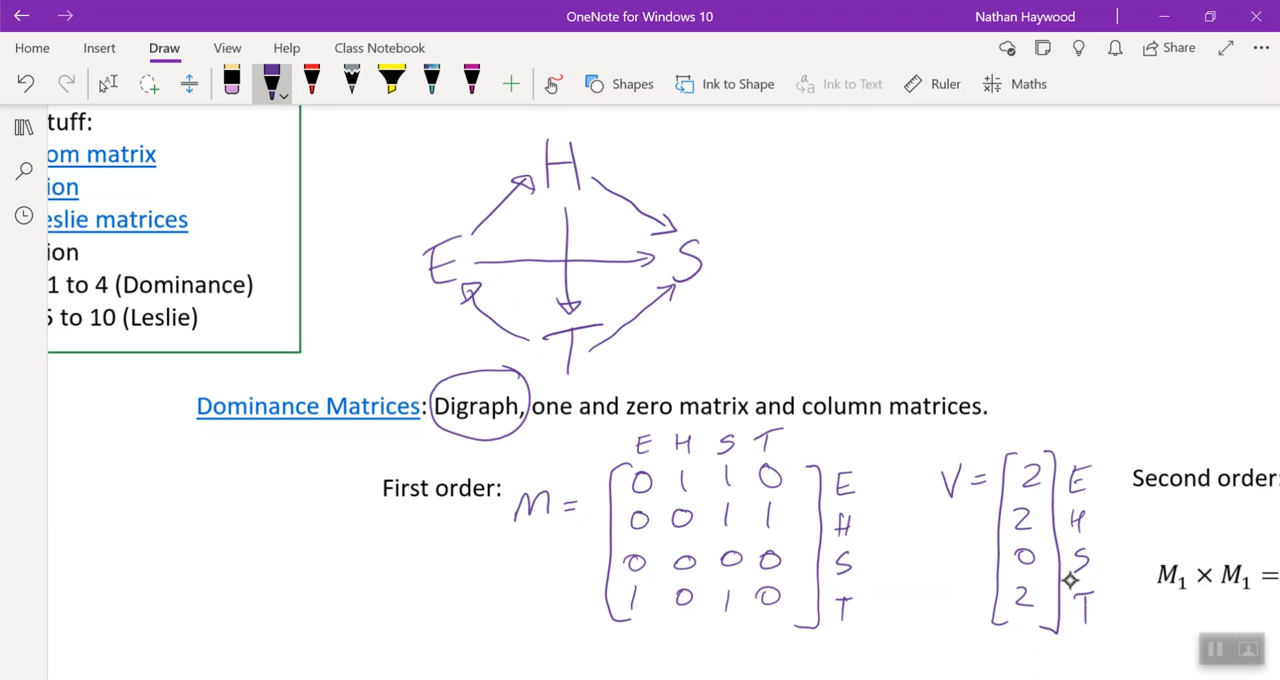 OneNote for Windows 10
Nathan Haywood
Home Insert Draw View Help Class Notebook
Share
Shapes Ink to Shape Ink to Text Ruler Maths
tuff:
om matrix
ion
eslie matrices
ion
1 to 4 (Dominance)
5 to 10 (Leslie)
H
E S
T
Dominance Matrices: Digraph, one and zero matrix and column matrices.
E H S T
First order: M = [ 0 1 1 0 ] E
0 0 1 1 H
0 0 0 0 S
1 0 1 0 T
V = [ 2 ] E
2 H
0 S
2 T
Second order:
M₁ × M₁ =